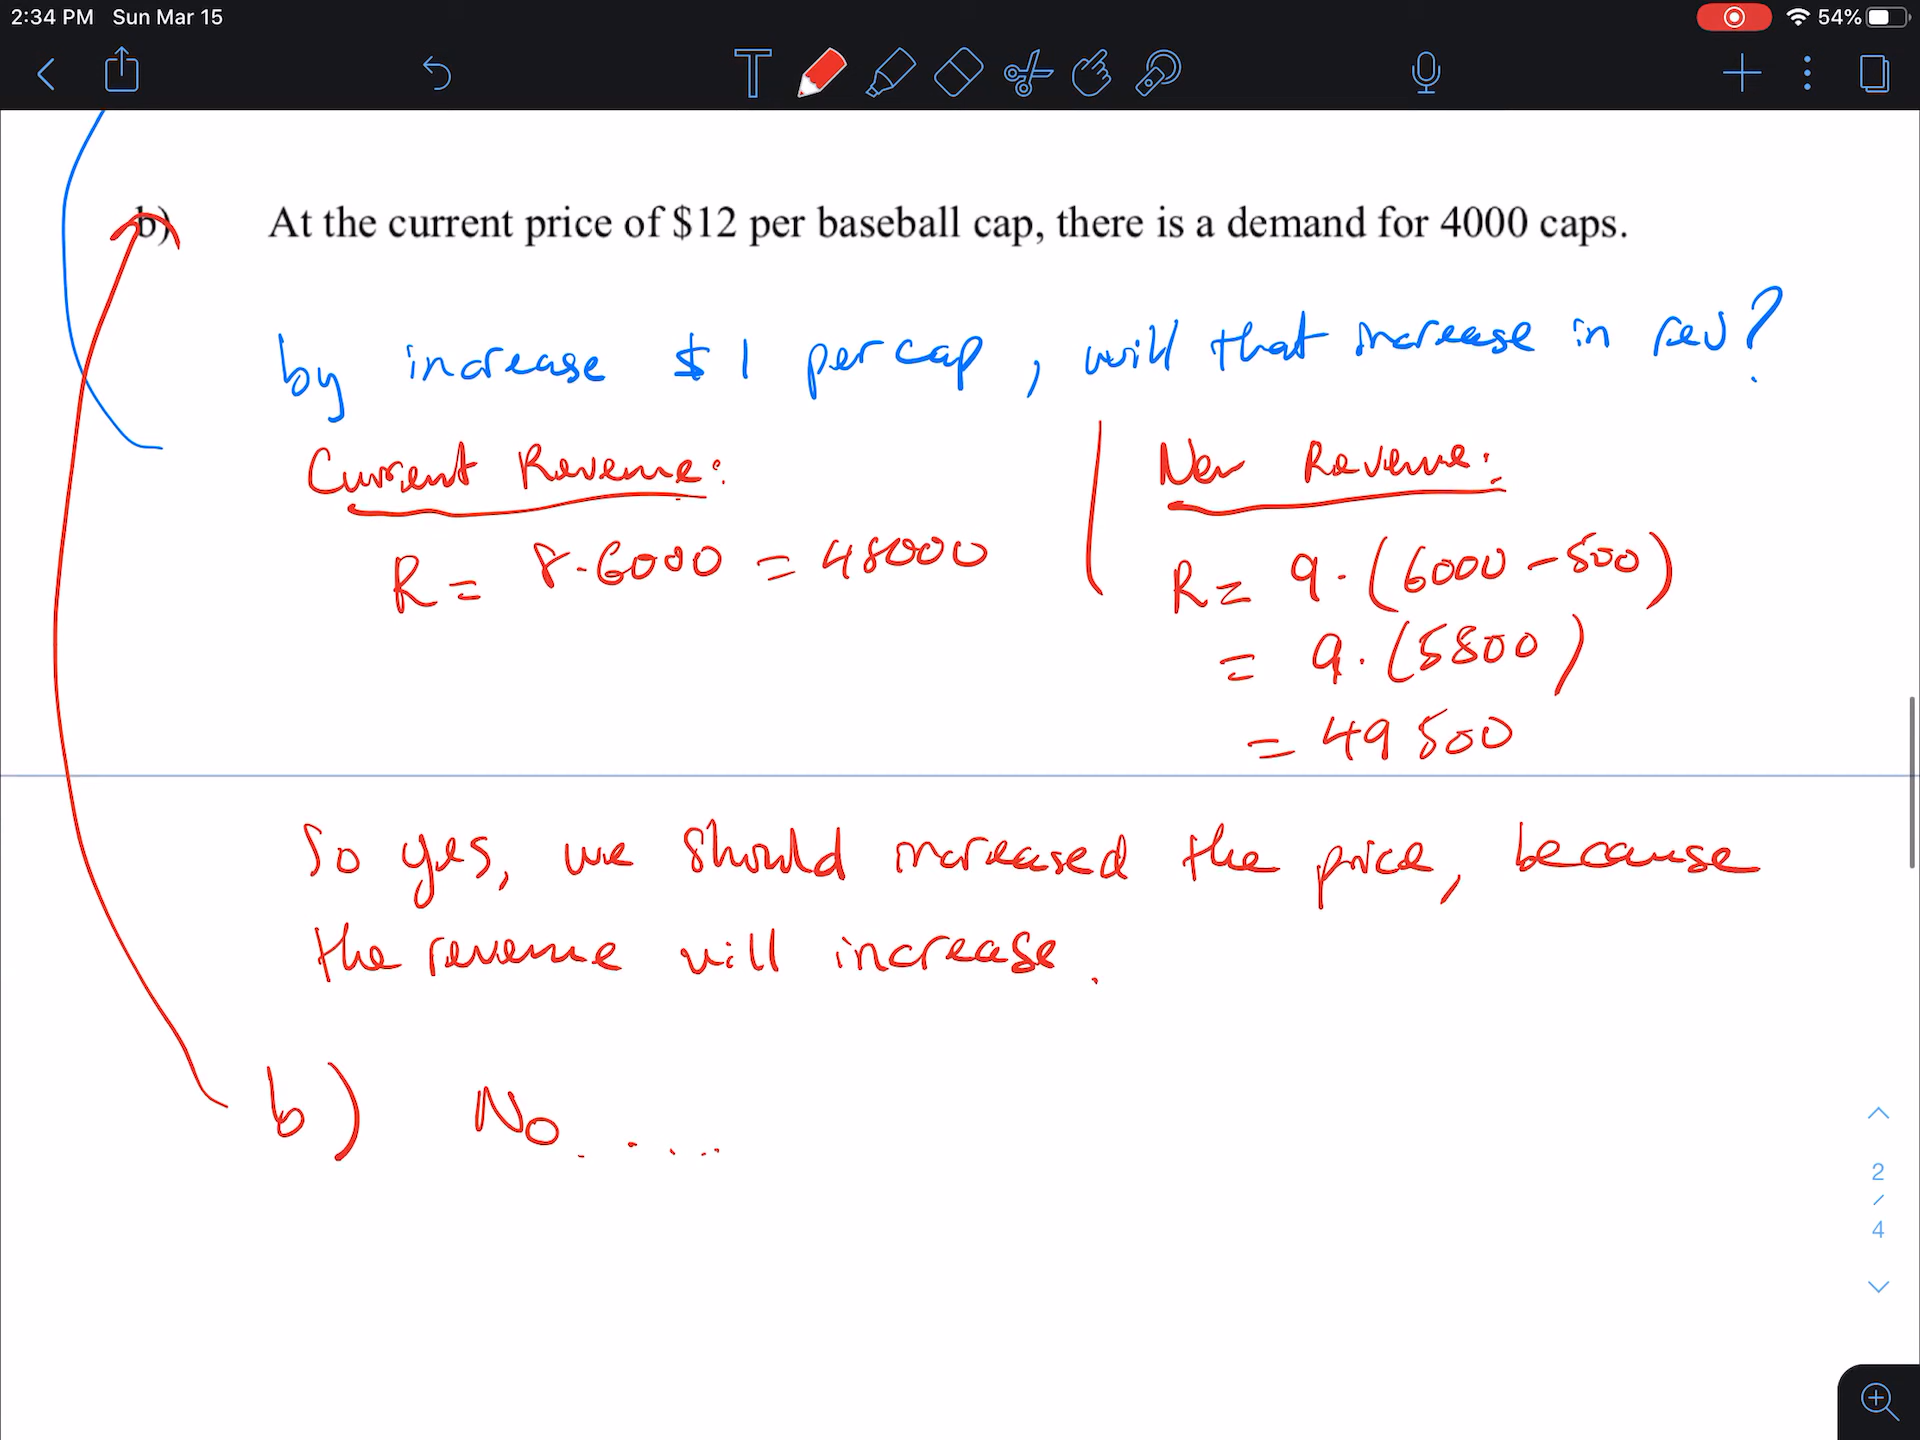 2:34 PM Sun Mar 15
54%
b) At the current price of $12 per baseball cap, there is a demand for 4000 caps.
by increase $1 per cap, will that increase in rev?
Current Revenue:
R = 8·6000 = 48000
New Revenue:
R = 9·(6000 - 500)
= 9·(5500)
= 49 500
So yes, we should increased the price, because
the revenue will increase.
b) No.....
2
/
4